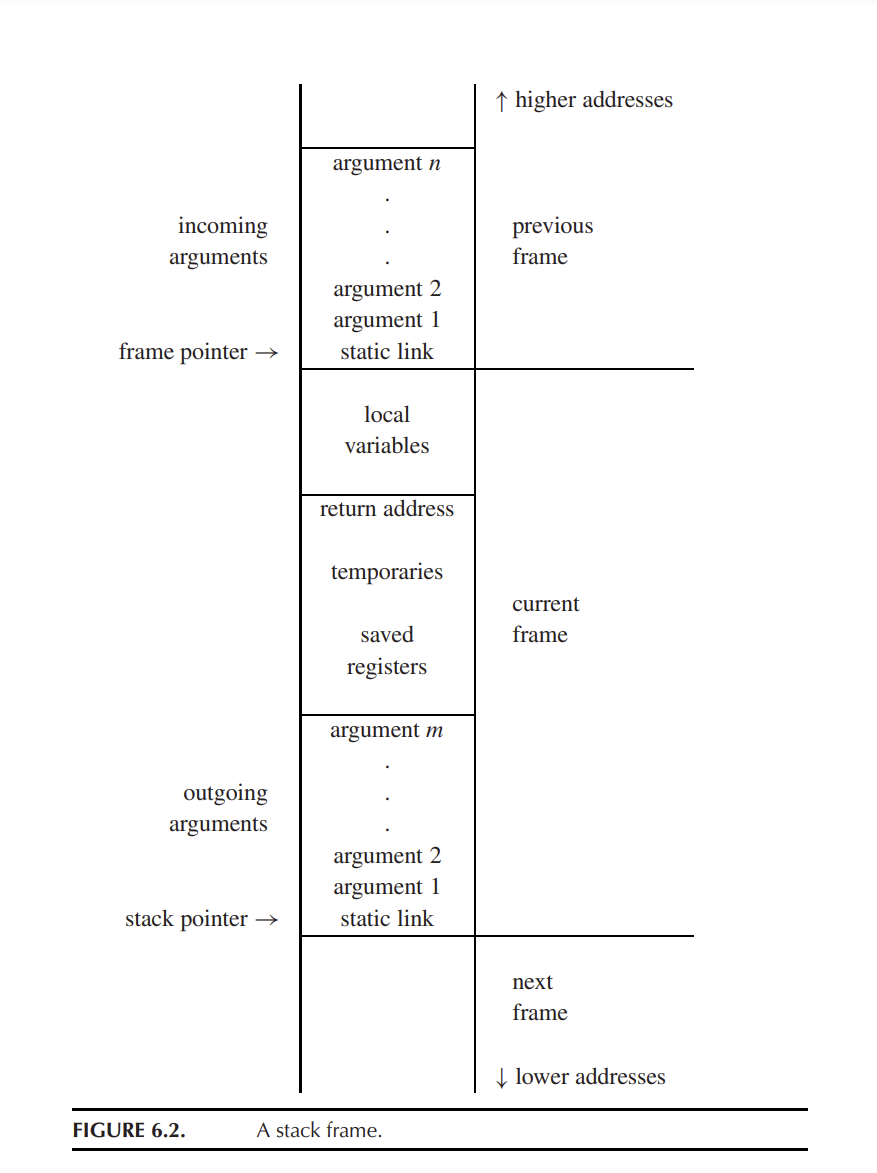 ↑ higher addresses
argument n
.
incoming . previous
arguments . frame
argument 2
argument 1
frame pointer → static link
local
variables
return address
temporaries
current
saved frame
registers
argument m
.
outgoing .
arguments .
argument 2
argument 1
stack pointer → static link
next
frame
↓ lower addresses
FIGURE 6.2. A stack frame.